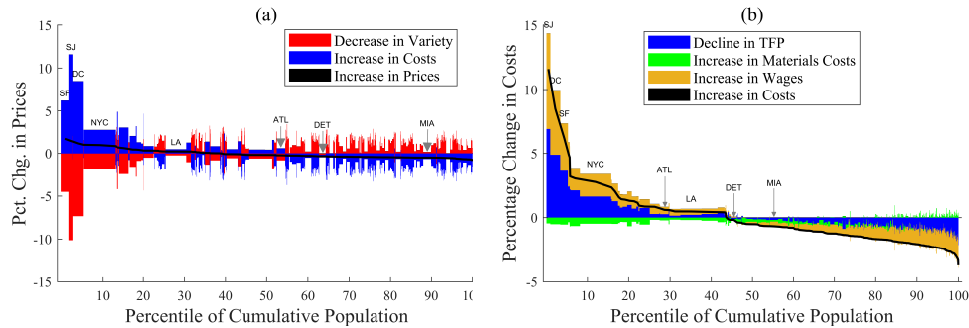 (a)
Pct. Chg. in Prices
15
10
5
0
-5
-10
-15
SJ
DC
SF
NYC
LA
ATL
DET
MIA
Decrease in Variety
Increase in Costs
Increase in Prices
0 10 20 30 40 50 60 70 80 90 100
Percentile of Cumulative Population
(b)
Percentage Change in Costs
15
10
5
0
-5
SJ
DC
SF
NYC
ATL
LA
DET
MIA
Decline in TFP
Increase in Materials Costs
Increase in Wages
Increase in Costs
0 10 20 30 40 50 60 70 80 90 100
Percentile of Cumulative Population